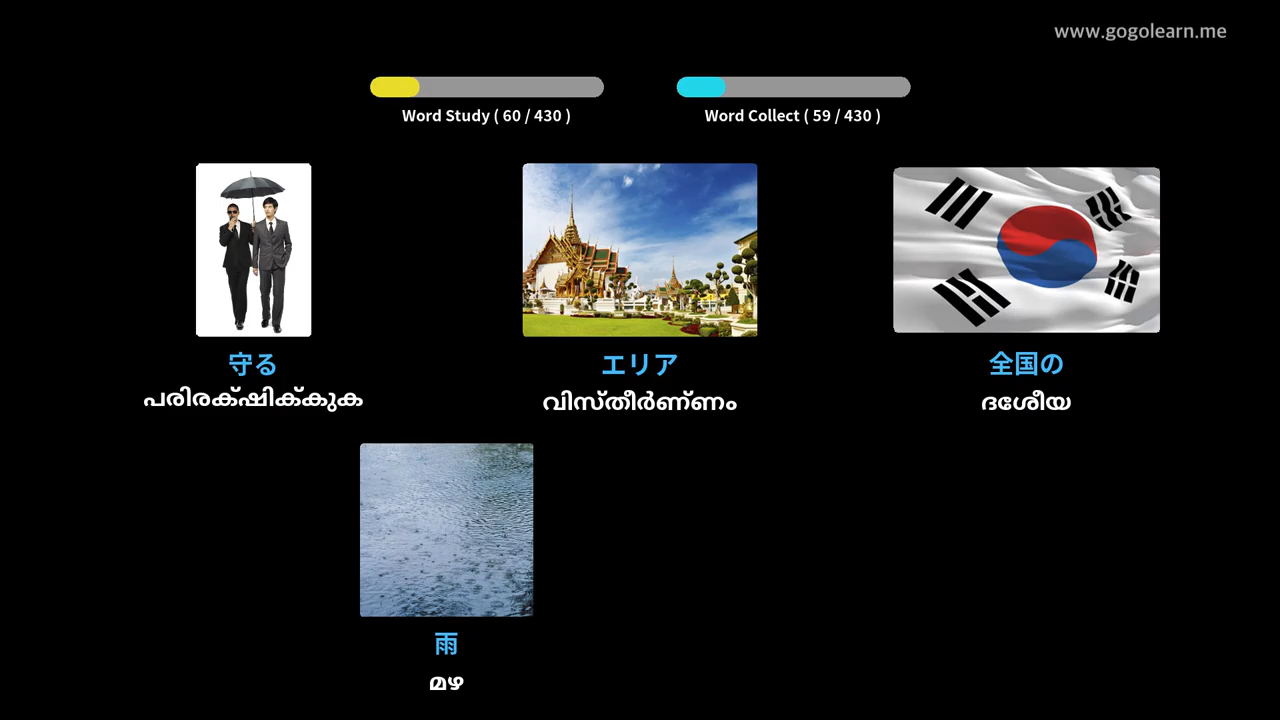 www.gogolearn.me
Word Study ( 60 / 430 )
Word Collect ( 59 / 430 )
守る
പരിരക്ഷിക്കുക
エリア
വിസ്തീർണ്ണം
全国の
ദേശീയ
雨
മഴ